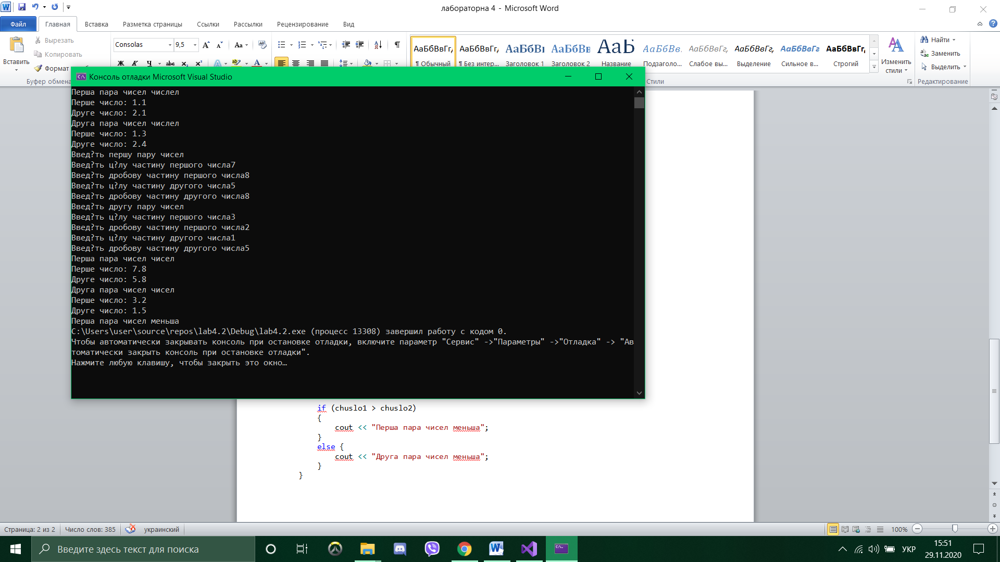 лабораторна 4 - Microsoft Word
Файл
Главная
Вставка
Разметка страницы
Ссылки
Рассылки
Рецензирование
Вид
Вставить
Вырезать
Копировать
Формат
Буфер обмена
Consolas
9,5
АаБбВвГг,
¶ Обычный
АаБбВвГг,
¶ Без интер...
АаБбВı
Заголовок 1
АаБбВв
Заголовок 2
АаБ
Название
АаБбВв.
Подзаголо...
АаБбВвГг,
Слабое вы...
АаБбВвГг,
Выделение
АаБбВвГг
Сильное в...
АаБбВвГг,
Строгий
Изменить
стили
Стили
Найти
Заменить
Выделить
Редактирование
Консоль отладки Microsoft Visual Studio
Перша пара чисел числел
Перше число: 1.1
Друге число: 2.1
Друга пара чисел числел
Перше число: 1.3
Друге число: 2.4
Введ?ть першу пару чисел
Введ?ть ц?лу частину першого числа7
Введ?ть дробову частину першого числа8
Введ?ть ц?лу частину другого числа5
Введ?ть дробову частину другого числа8
Введ?ть другу пару чисел
Введ?ть ц?лу частину першого числа3
Введ?ть дробову частину першого числа2
Введ?ть ц?лу частину другого числа1
Введ?ть дробову частину другого числа5
Перша пара чисел чисел
Перше число: 7.8
Друге число: 5.8
Друга пара чисел чисел
Перше число: 3.2
Друге число: 1.5
Перша пара чисел меньша
C:\Users\user\source\repos\lab4.2\Debug\lab4.2.exe (процесс 13308) завершил работу с кодом 0.
Чтобы автоматически закрывать консоль при остановке отладки, включите параметр "Сервис" ->"Параметры" ->"Отладка" -> "Ав
томатически закрыть консоль при остановке отладки".
Нажмите любую клавишу, чтобы закрыть это окно…
if (chuslo1 > chuslo2)
{
cout << "Перша пара чисел меньша";
}
else {
cout << "Друга пара чисел меньша";
}
}
Страница: 2 из 2
Число слов: 385
украинский
100%
Введите здесь текст для поиска
УКР
15:51
29.11.2020